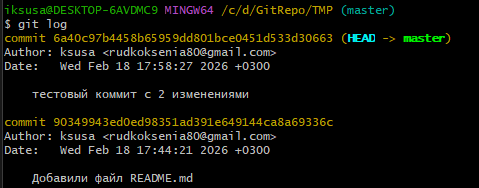 iksusa@DESKTOP-6AVDMC9 MINGW64 /c/d/GitRepo/TMP (master)
$ git log
commit 6a40c97b4458b65959dd801bce0451d533d30663 (HEAD -> master)
Author: ksusa <rudkoksenia80@gmail.com>
Date:   Wed Feb 18 17:58:27 2026 +0300

    тестовый коммит с 2 изменениями

commit 90349943ed0ed98351ad391e649144ca8a69336c
Author: ksusa <rudkoksenia80@gmail.com>
Date:   Wed Feb 18 17:44:21 2026 +0300

    Добавили файл README.md